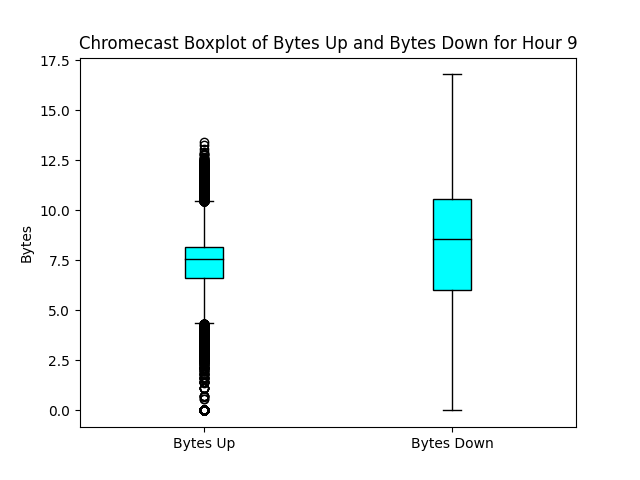 Chromecast Boxplot of Bytes Up and Bytes Down for Hour 9
17.5
15.0
12.5
10.0
7.5
5.0
2.5
0.0
Bytes
Bytes Up
Bytes Down